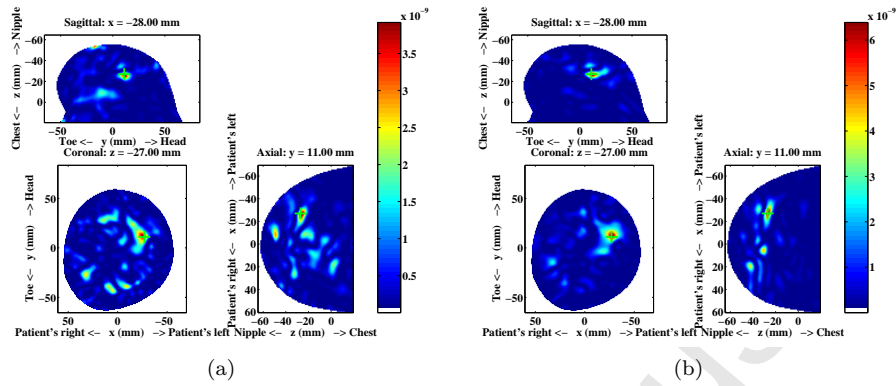 x 10⁻⁹
Sagittal: x = −28.00 mm
Chest <− z (mm) −> Nipple
−60
−40
−20
0
−50
0
50
Toe <− y (mm) −> Head
Coronal: z = −27.00 mm
Toe <− y (mm) −> Head
50
0
−50
50
0
−50
Patient's right <− x (mm) −> Patient's left
Axial: y = 11.00 mm
Patient's right <− x (mm) −> Patient's left
−60
−40
−20
0
20
40
60
−60
−40
−20
0
Nipple <− z (mm) −> Chest
3.5
3
2.5
2
1.5
1
0.5
(a)
x 10⁻⁹
Sagittal: x = −28.00 mm
Chest <− z (mm) −> Nipple
−60
−40
−20
0
−50
0
50
Toe <− y (mm) −> Head
Coronal: z = −27.00 mm
Toe <− y (mm) −> Head
50
0
−50
50
0
−50
Patient's right <− x (mm) −> Patient's left
Axial: y = 11.00 mm
Patient's right <− x (mm) −> Patient's left
−60
−40
−20
0
20
40
60
−60
−40
−20
0
Nipple <− z (mm) −> Chest
6
5
4
3
2
1
(b)